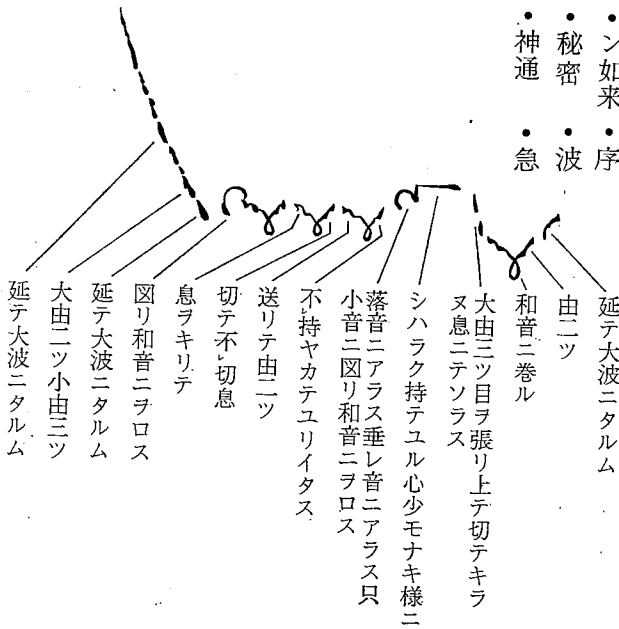 ・ン如来 ・序
・秘密 ・波
・神通 ・急
延テ大波ニタルム
由二ツ
和音ニ巻ル
大由三ツ目ヲ張リ上テ切テキラ
ヌ息ニテソラス
シハラク持テユル心少モナキ様ニ
落音ニアラス垂レ音ニアラス只
小音ニ図リ和音ニヲロス
不レ持ヤカテユリイタス
送リテ由二ツ
切テ不レ切息
息ヲキリテ
図リ和音ニヲロス
延テ大波ニタルム
大由二ツ小由三ツ
延テ大波ニタルム